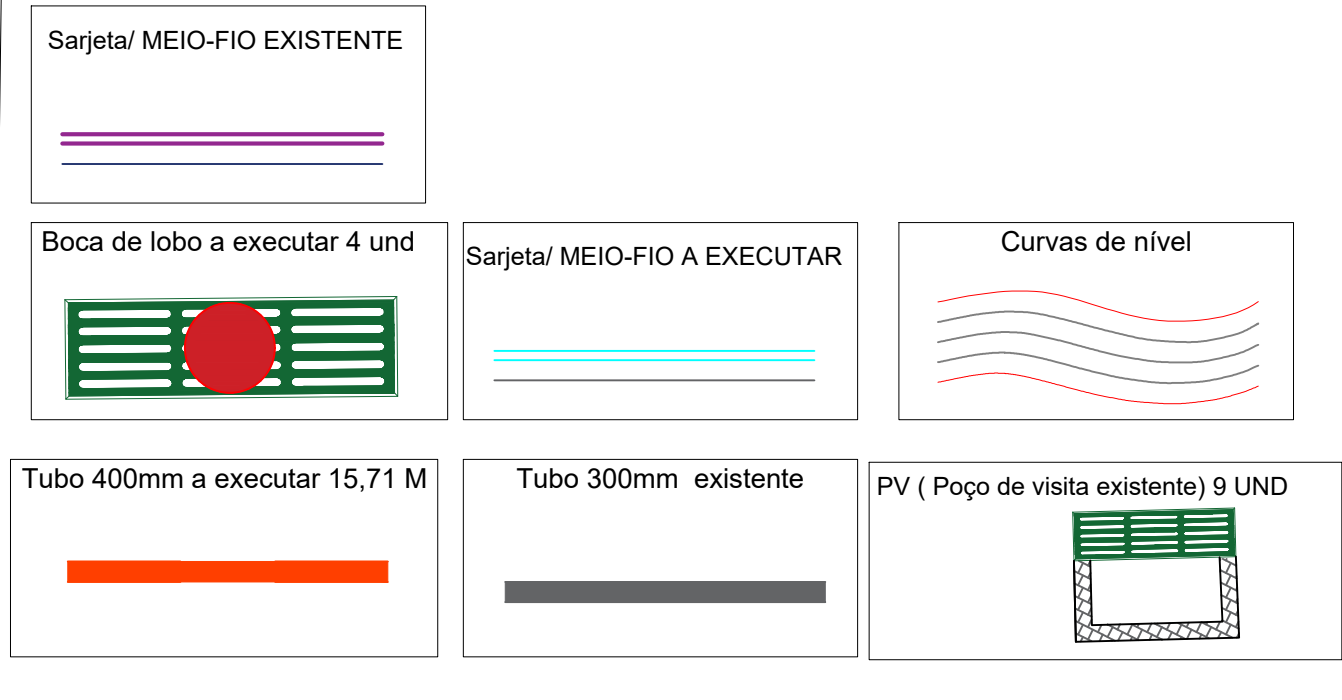 Sarjeta/ MEIO-FIO EXISTENTE
Boca de lobo a executar 4 und
Sarjeta/ MEIO-FIO A EXECUTAR
Curvas de nível
Tubo 400mm a executar 15,71 M
Tubo 300mm existente
PV ( Poço de visita existente) 9 UND